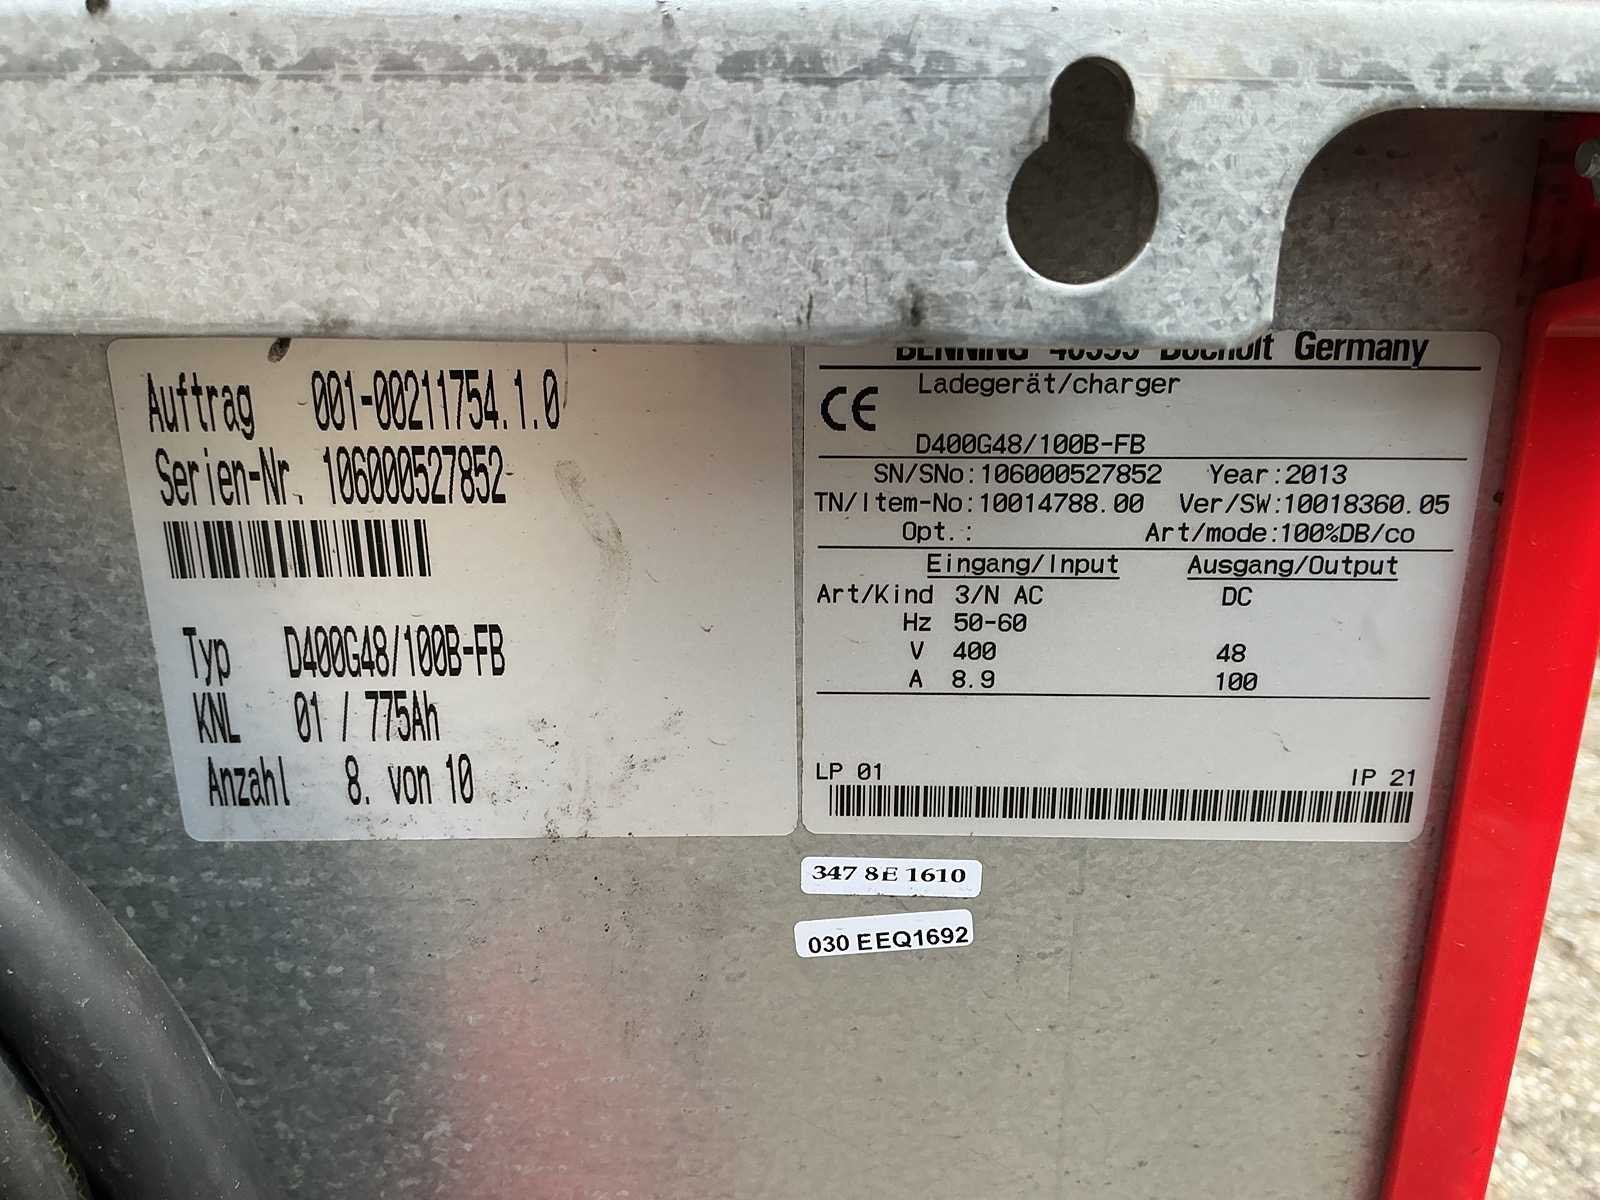 Auftrag 001-00211754.1.0
Serien-Nr. 106000527852
Typ D400G48/100B-FB
KNL 01 / 775Ah
Anzahl 8. von 10
BENNING Bocholt Germany
CE Ladegerät/charger
D400G48/100B-FB
SN/SNo:106000527852 Year:2013
TN/Item-No:10014788.00 Ver/SW:10018360.05
Opt.: Art/mode:100%DB/co
Eingang/Input Ausgang/Output
Art/Kind 3/N AC DC
Hz 50-60
V 400 48
A 8.9 100
LP 01 IP 21
347 8E 1610
030 EEQ1692